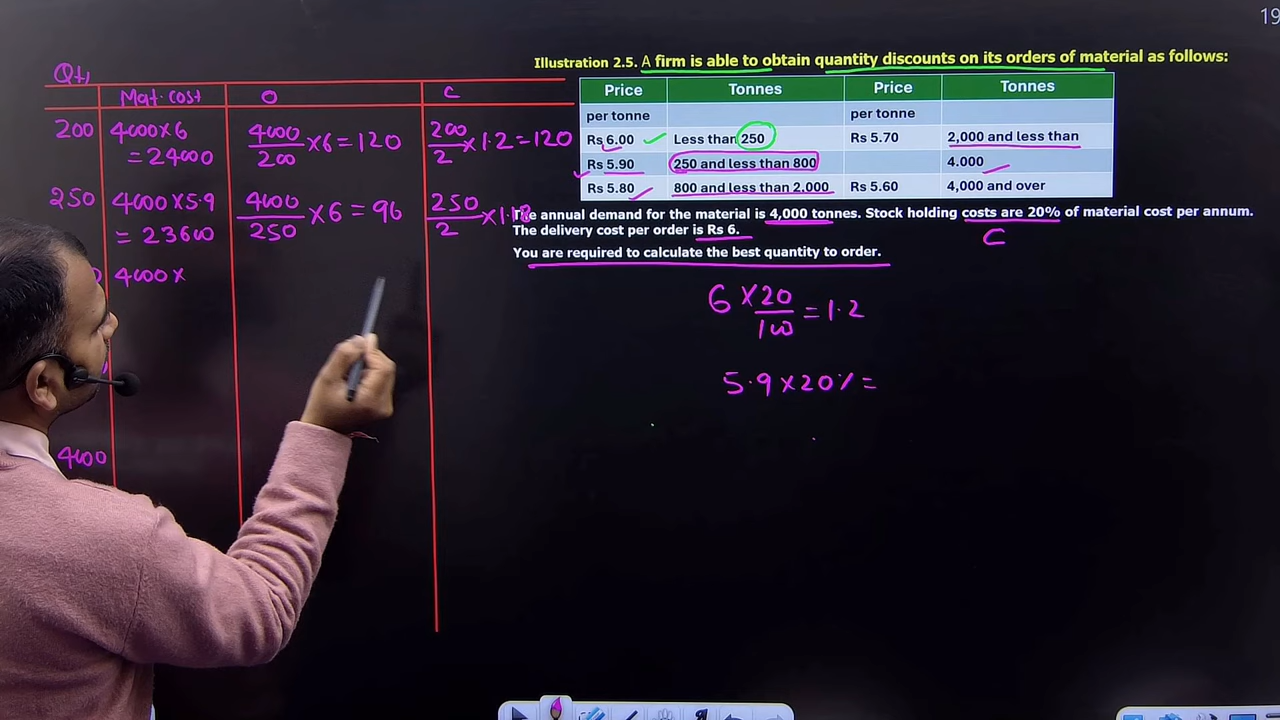 19
Illustration 2.5. A firm is able to obtain quantity discounts on its orders of material as follows:
Price Tonnes Price Tonnes
per tonne per tonne
Rs 6.00 Less than 250 Rs 5.70 2,000 and less than
Rs 5.90 250 and less than 800 4.000
Rs 5.80 800 and less than 2,000 Rs 5.60 4,000 and over
The annual demand for the material is 4,000 tonnes. Stock holding costs are 20% of material cost per annum.
The delivery cost per order is Rs 6.
You are required to calculate the best quantity to order.
C
6 × 20/100 = 1.2
5.9 × 20% =
Qty
Mat. cost O C
200 4000×6 4000/200 ×6 = 120 200/2 × 1.2 = 120
= 24000
250 4000×5.9 4000/250 ×6 = 96 250/2 ×1.18
= 23600
0 4000×
4000